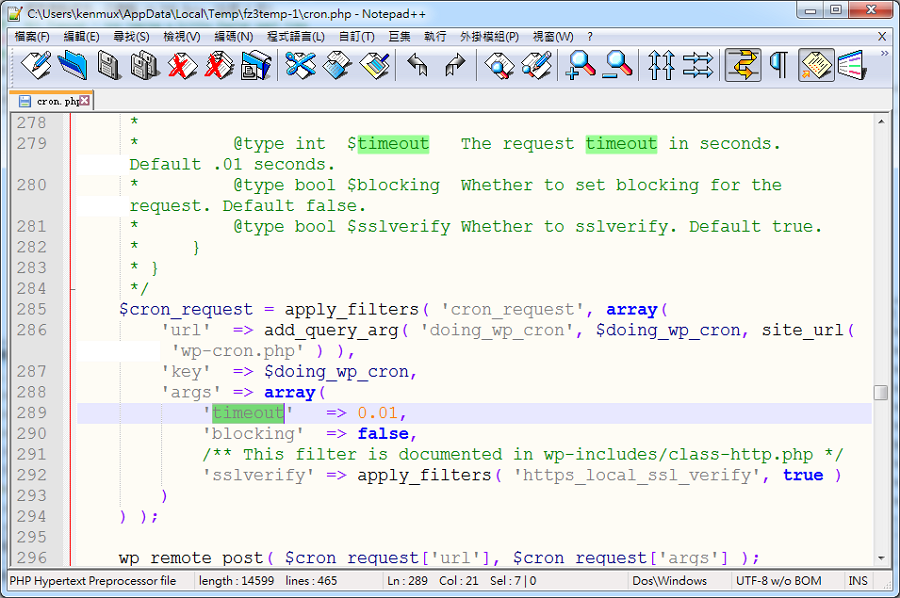 C:\Users\kenmux\AppData\Local\Temp\fz3temp-1\cron.php - Notepad++
檔案(F) 編輯(E) 尋找(S) 檢視(V) 編碼(N) 程式語言(L) 自訂(T) 巨集 執行 外掛模組(P) 視窗(W) ? X
cron.php
278 *
279 * @type int $timeout The request timeout in seconds.
Default .01 seconds.
280 * @type bool $blocking Whether to set blocking for the
request. Default false.
281 * @type bool $sslverify Whether to sslverify. Default true.
282 * }
283 * }
284 */
285 $cron_request = apply_filters( 'cron_request', array(
286 'url' => add_query_arg( 'doing_wp_cron', $doing_wp_cron, site_url(
'wp-cron.php' ) ),
287 'key' => $doing_wp_cron,
288 'args' => array(
289 'timeout' => 0.01,
290 'blocking' => false,
291 /** This filter is documented in wp-includes/class-http.php */
292 'sslverify' => apply_filters( 'https_local_ssl_verify', true )
293 )
294 ) );
295
296 wp_remote_post( $cron_request['url'], $cron_request['args'] );
PHP Hypertext Preprocessor file length : 14599 lines : 465 Ln : 289 Col : 21 Sel : 7 | 0 Dos\Windows UTF-8 w/o BOM INS